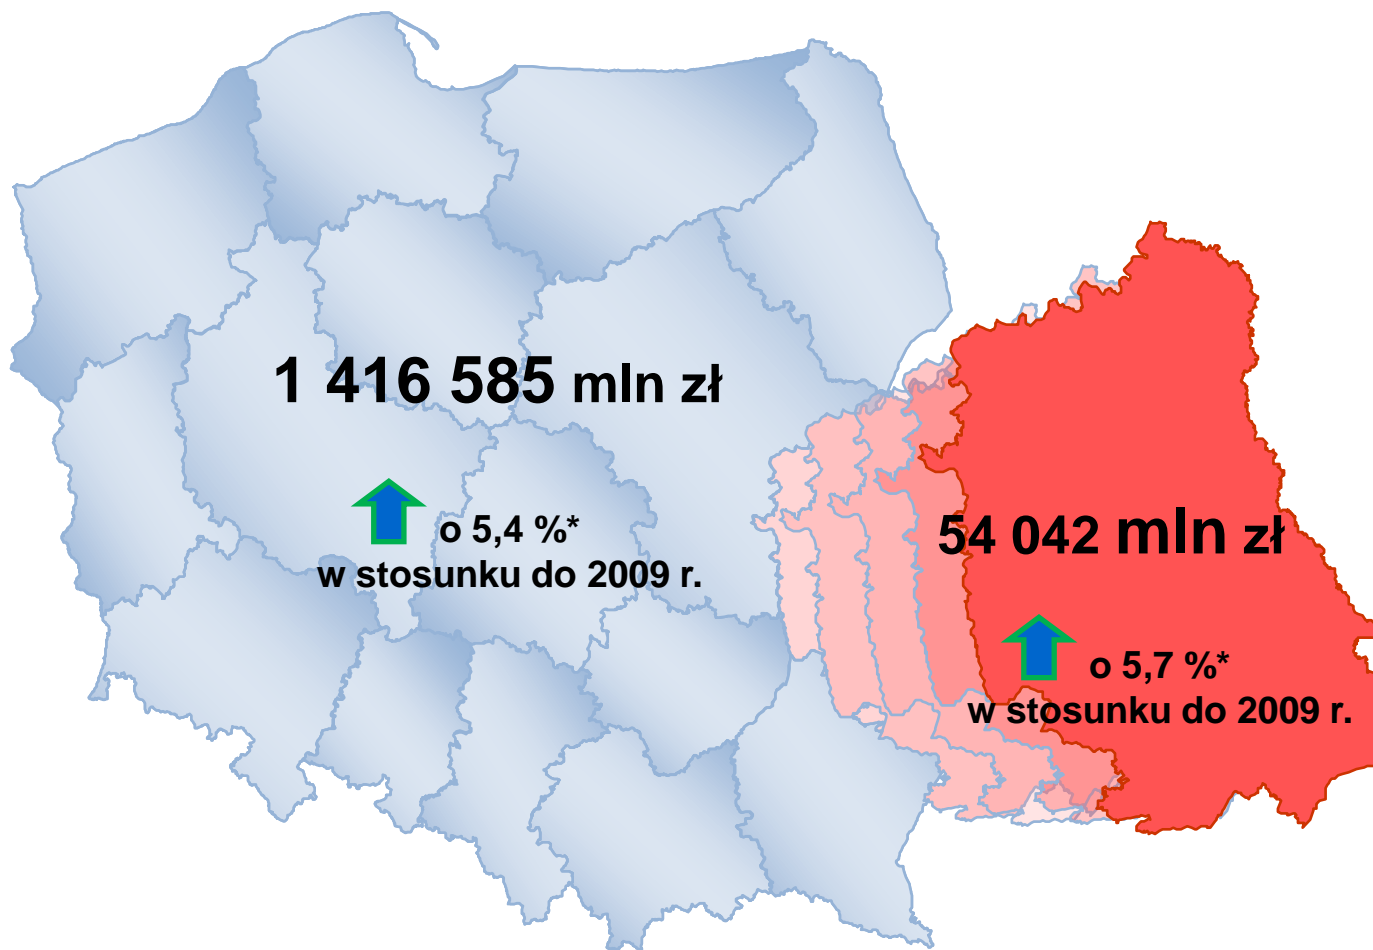 1 416 585 mln zł
o 5,4 %*
w stosunku do 2009 r.
54 042 mln zł
o 5,7 %*
w stosunku do 2009 r.